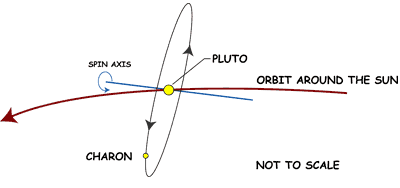 SPIN AXIS
PLUTO
ORBIT AROUND THE SUN
CHARON
NOT TO SCALE